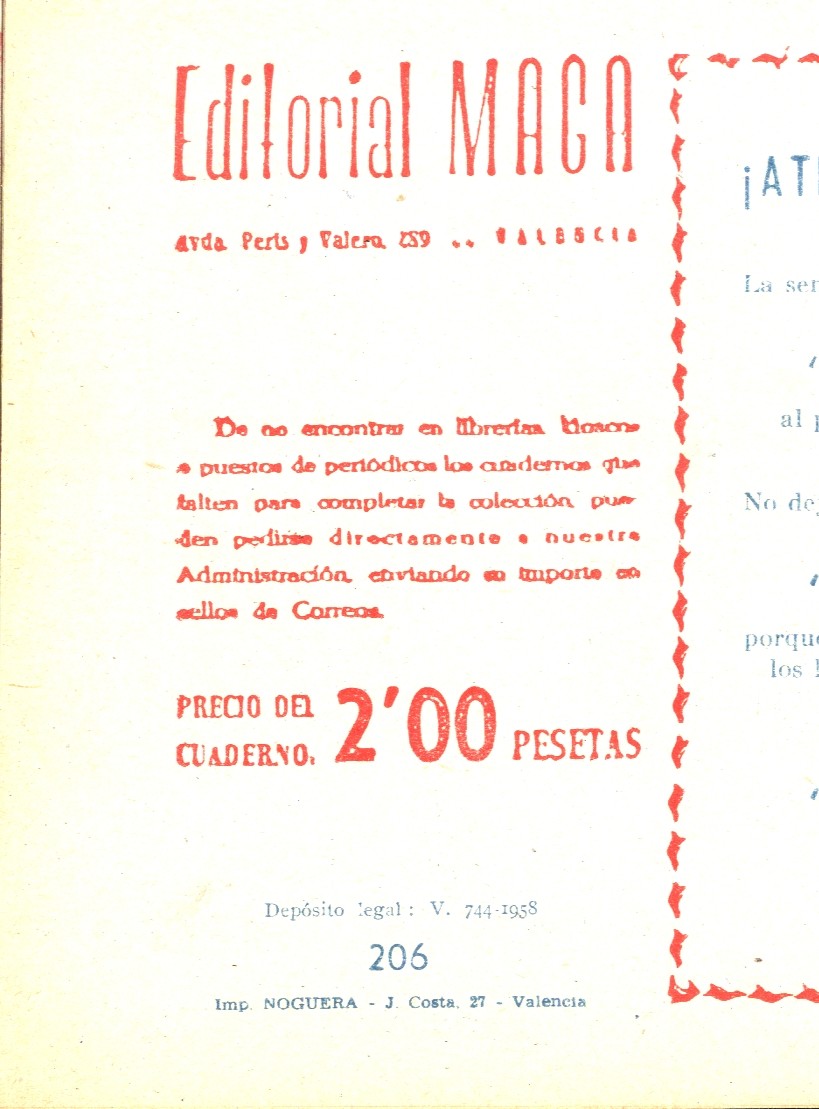 Editorial MAGA
Avda. Peris y Valero, 259 .. VALENCIA
De no encontrar en librerías, kioscos
o puestos de periódicos los cuadernos que
falten para completar la colección, pue-
den pedirse directamente a nuestra
Administración, enviando su importe en
sellos de Correos.
PRECIO DEL
CUADERNO: 2'00 PESETAS
Depósito legal: V. 744-1958
206
Imp. NOGUERA - J. Costa, 27 - Valencia
¡AT
La
al
No
porque
los